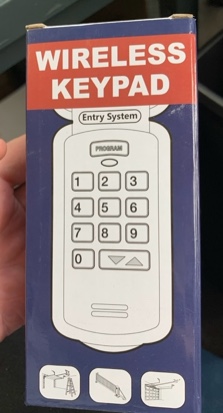 WIRELESS
KEYPAD
Entry System
PROGRAM
1 2 3
4 5 6
7 8 9
0